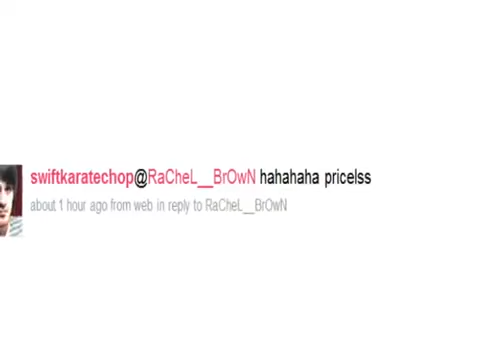 swiftkaratechop@RaCheL__BrOwN hahahaha pricelss
about 1 hour ago from web in reply to RaCheL__BrOwN